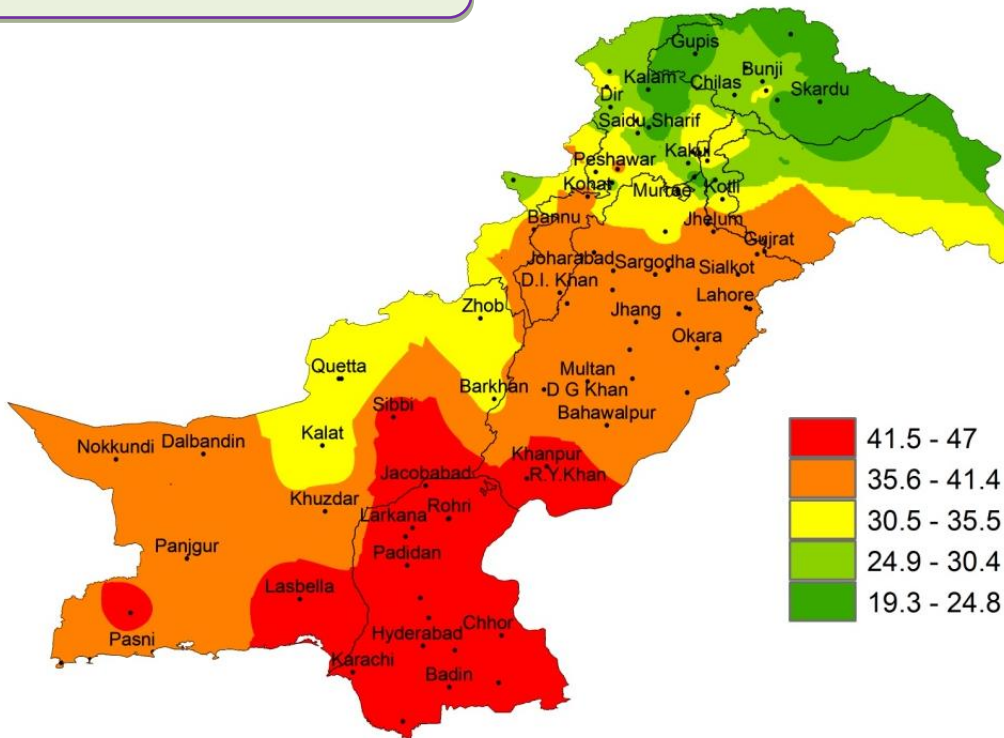 Gupis
Bunji
Kalam
Chilas
Skardu
Dir
Saidu Sharif
Kakul
Peshawar
Kohat
Murree
Kotli
Bannu
Jhelum
Gujrat
Joharabad
Sargodha
Sialkot
D.I. Khan
Lahore
Zhob
Jhang
Okara
Quetta
Multan
Barkhan
D G Khan
Sibbi
Bahawalpur
Kalat
Nokkundi
Dalbandin
Khanpur
Jacobabad
R.Y.Khan
Khuzdar
Rohri
Larkana
Panjgur
Padidan
Lasbella
Pasni
Hyderabad
Chhor
Karachi
Badin
41.5 - 47
35.6 - 41.4
30.5 - 35.5
24.9 - 30.4
19.3 - 24.8